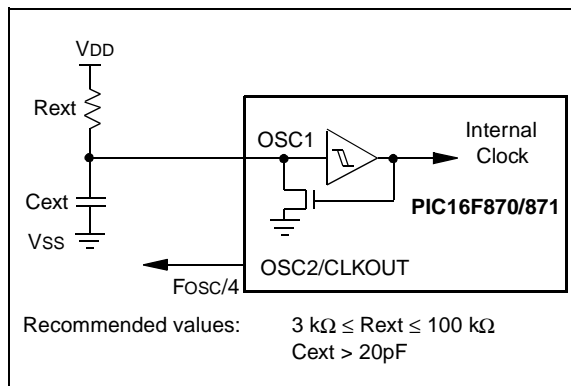 VDD
Rext
OSC1
Internal
Clock
Cext
PIC16F870/871
VSS
OSC2/CLKOUT
FOSC/4
Recommended values: 3 kΩ ≤ Rext ≤ 100 kΩ
Cext > 20pF